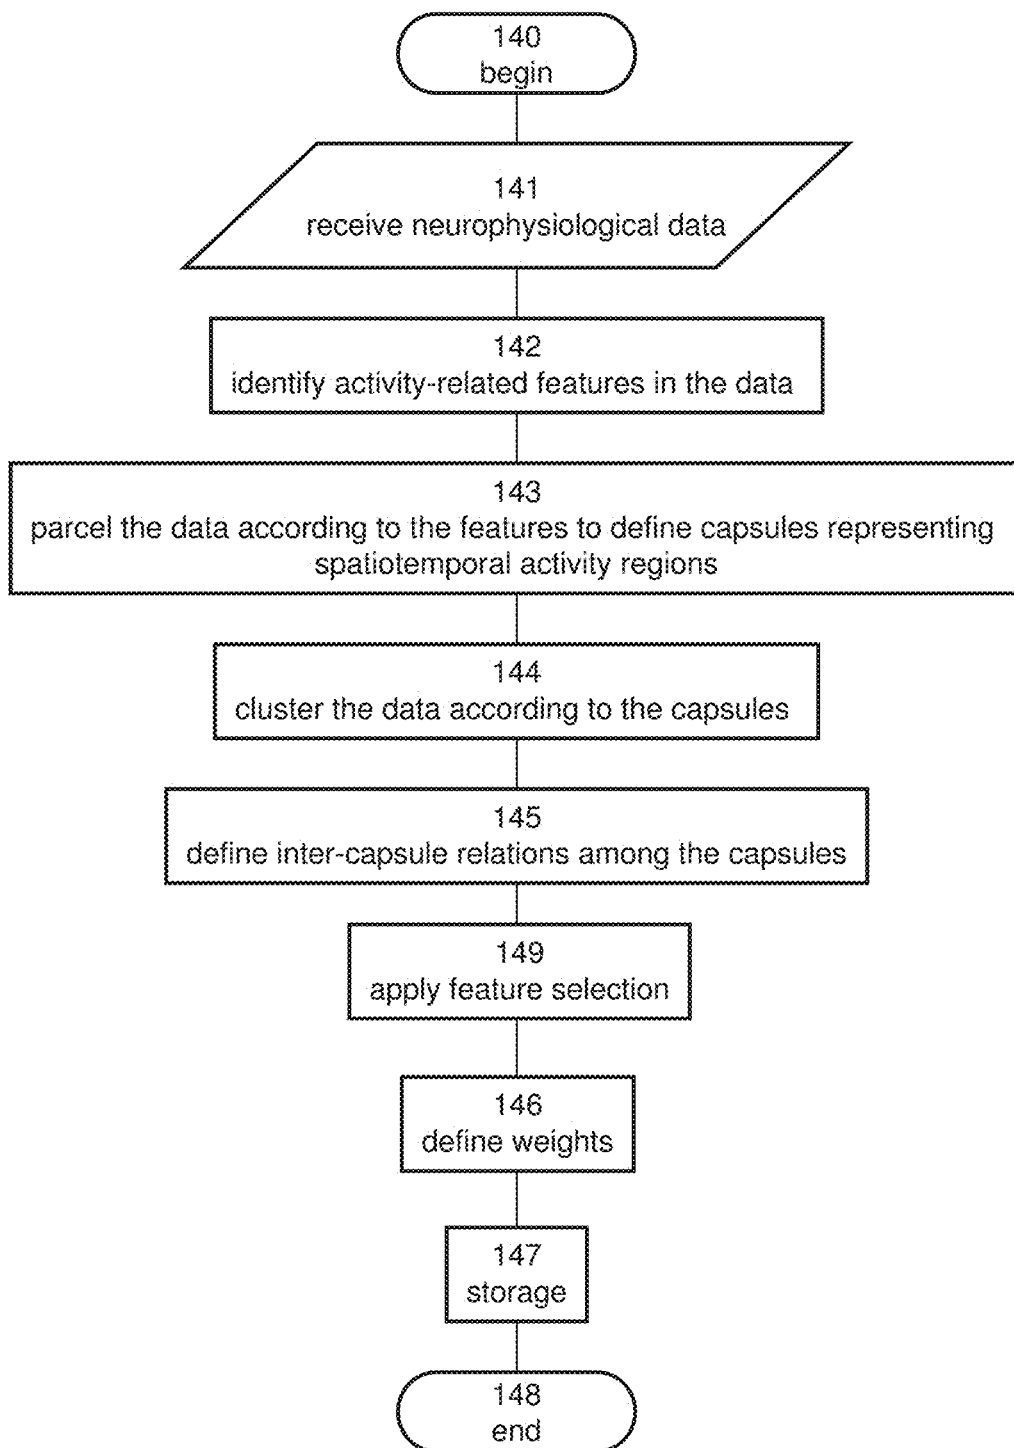 140
begin
141
receive neurophysiological data
142
identify activity-related features in the data
143
parcel the data according to the features to define capsules representing
spatiotemporal activity regions
144
cluster the data according to the capsules
145
define inter-capsule relations among the capsules
149
apply feature selection
146
define weights
147
storage
148
end